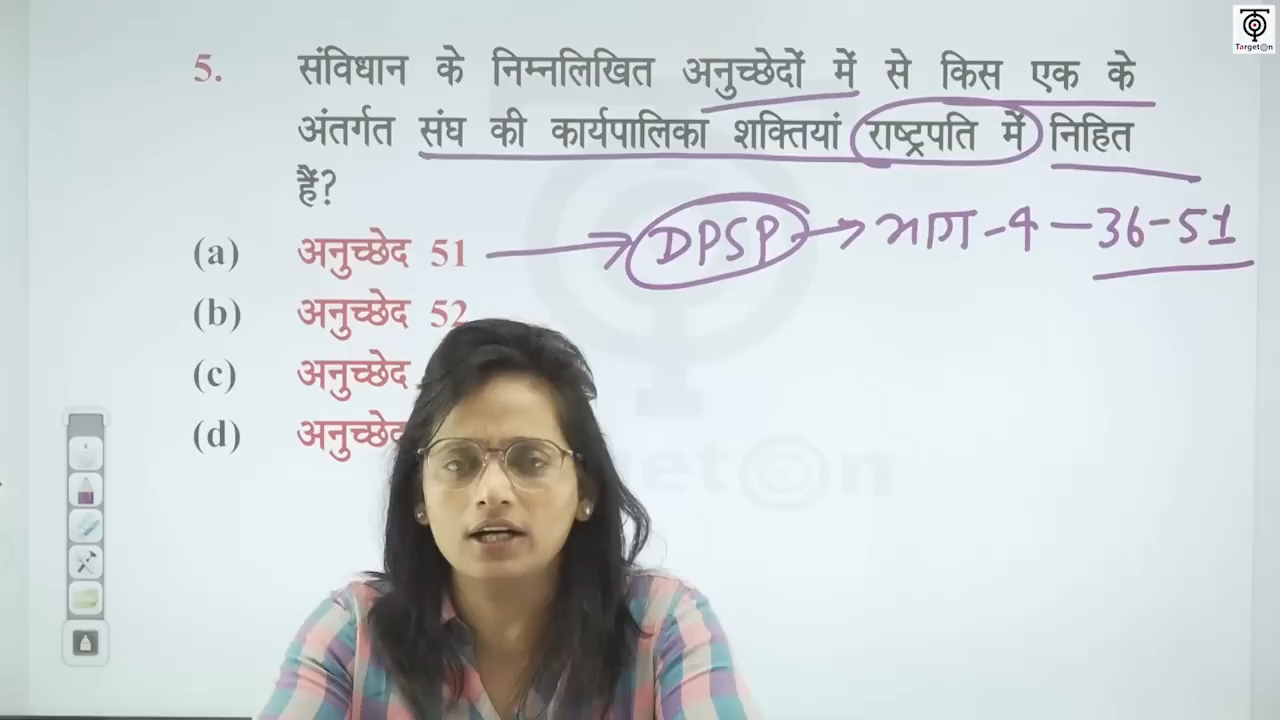 Target⊙n
5. संविधान के निम्नलिखित अनुच्छेदों में से किस एक के
अंतर्गत संघ की कार्यपालिका शक्तियां राष्ट्रपति में निहित
हैं?
(a) अनुच्छेद 51 DPSP भाग-4-36-51
(b) अनुच्छेद 52
(c) अनुच्छेद
(d) अनुच्छेद
Target⊙n